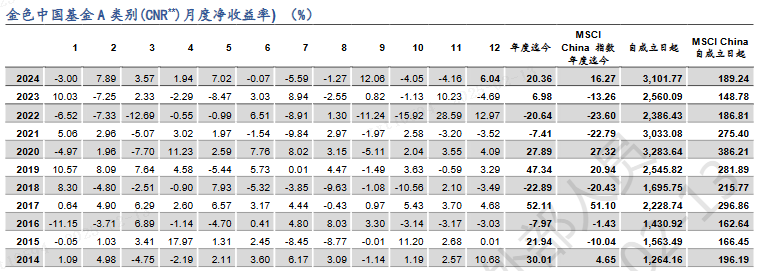 金色中国基金 A 类别(CNR**)月度净收益率) (%)
1 2 3 4 5 6 7 8 9 10 11 12 年度迄今 MSCI China 指数 年度迄今 自成立日起 MSCI China 自成立日起
2024 -3.00 7.89 3.57 1.94 7.02 -0.07 -5.59 -1.27 12.06 -4.05 -4.16 6.04 20.36 16.27 3,101.77 189.24
2023 10.03 -7.25 2.33 -2.29 -8.47 3.03 8.94 -2.55 0.82 -1.13 10.23 -4.69 6.98 -13.26 2,560.09 148.78
2022 -6.52 -7.33 -12.69 -0.55 -0.99 6.51 -8.91 1.30 -11.24 -15.92 28.59 12.97 -20.64 -23.60 2,386.43 186.81
2021 5.06 2.96 -5.07 3.02 1.97 -1.54 -9.84 2.97 -1.97 2.58 -3.20 -3.52 -7.41 -22.79 3,033.08 275.40
2020 -4.97 1.96 -7.70 11.23 2.59 7.76 8.02 3.15 -5.11 2.04 3.55 4.09 27.89 27.32 3,283.64 386.21
2019 10.57 8.09 7.64 4.58 -5.44 5.73 0.01 4.47 -1.49 3.63 -0.59 3.29 47.34 20.94 2,545.82 281.89
2018 8.30 -4.80 -2.51 -0.90 7.93 -5.32 -3.85 -9.63 -1.08 -10.56 2.10 -3.49 -22.89 -20.43 1,695.75 215.77
2017 0.64 4.90 6.29 2.60 6.57 3.17 4.44 -0.43 0.97 5.43 3.70 4.68 52.11 51.10 2,228.74 296.86
2016 -11.15 -3.71 6.89 -1.14 -4.70 0.41 4.80 8.03 3.30 -3.14 -3.17 -3.03 -7.97 -1.43 1,430.92 162.64
2015 -0.05 1.03 3.41 17.97 1.31 2.45 -8.45 -8.77 -0.01 11.20 2.68 0.01 21.94 -10.04 1,563.49 166.45
2014 1.09 4.98 -4.75 -2.19 2.11 3.60 6.17 3.09 -1.14 1.19 2.57 10.68 30.01 4.65 1,264.16 196.19